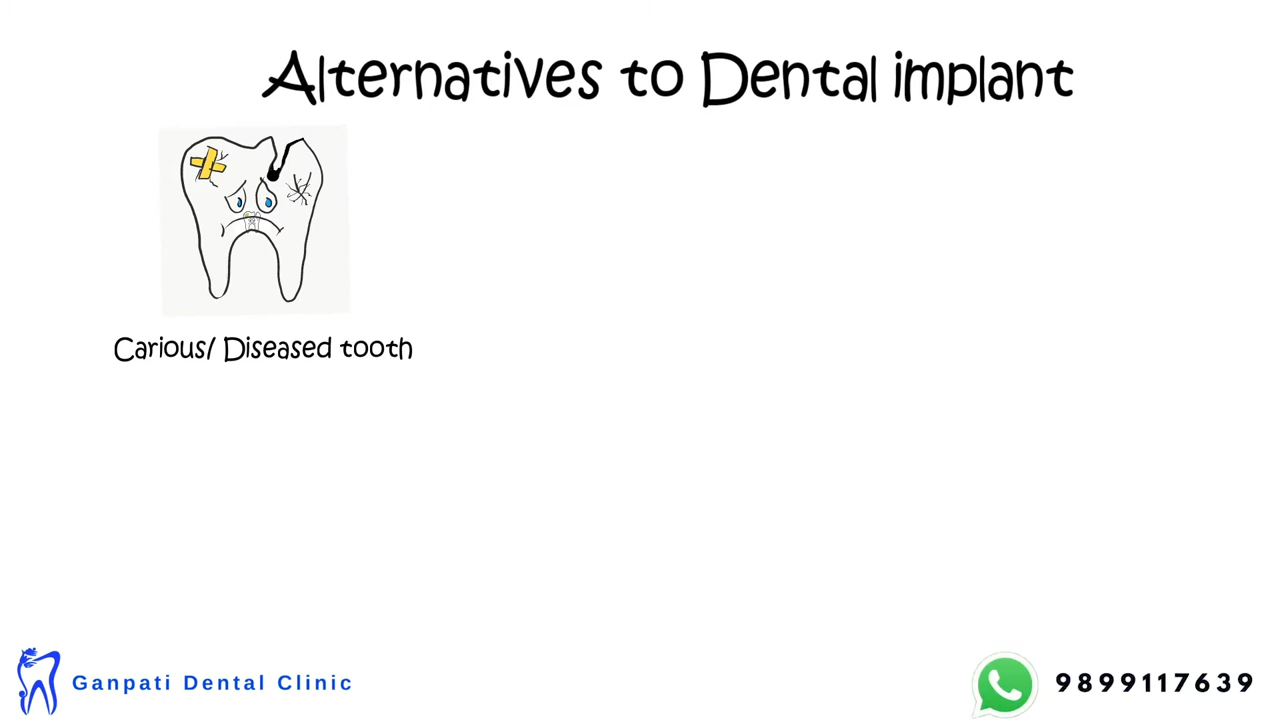 Alternatives to Dental implant
Carious/ Diseased tooth
Ganpati Dental Clinic
9899117639